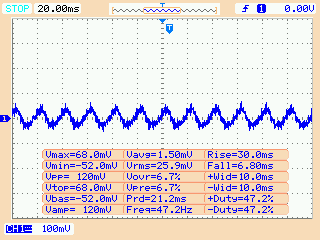 STOP 20.00ms T 1 0.00V
T
1
Vmax=68.0mV Vavg=1.50mV Rise=30.0ms
Vmin=-52.0mV Vrms=25.9mV Fall=6.80ms
Vpp= 120mV Vovr=6.7% +Wid=10.0ms
Vtop=68.0mV Vpre=6.7% -Wid=10.0ms
Vbas=-52.0mV Prd=21.2ms +Duty=47.2%
Vamp= 120mV Freq=47.2Hz -Duty=47.2%
CH1 100mV